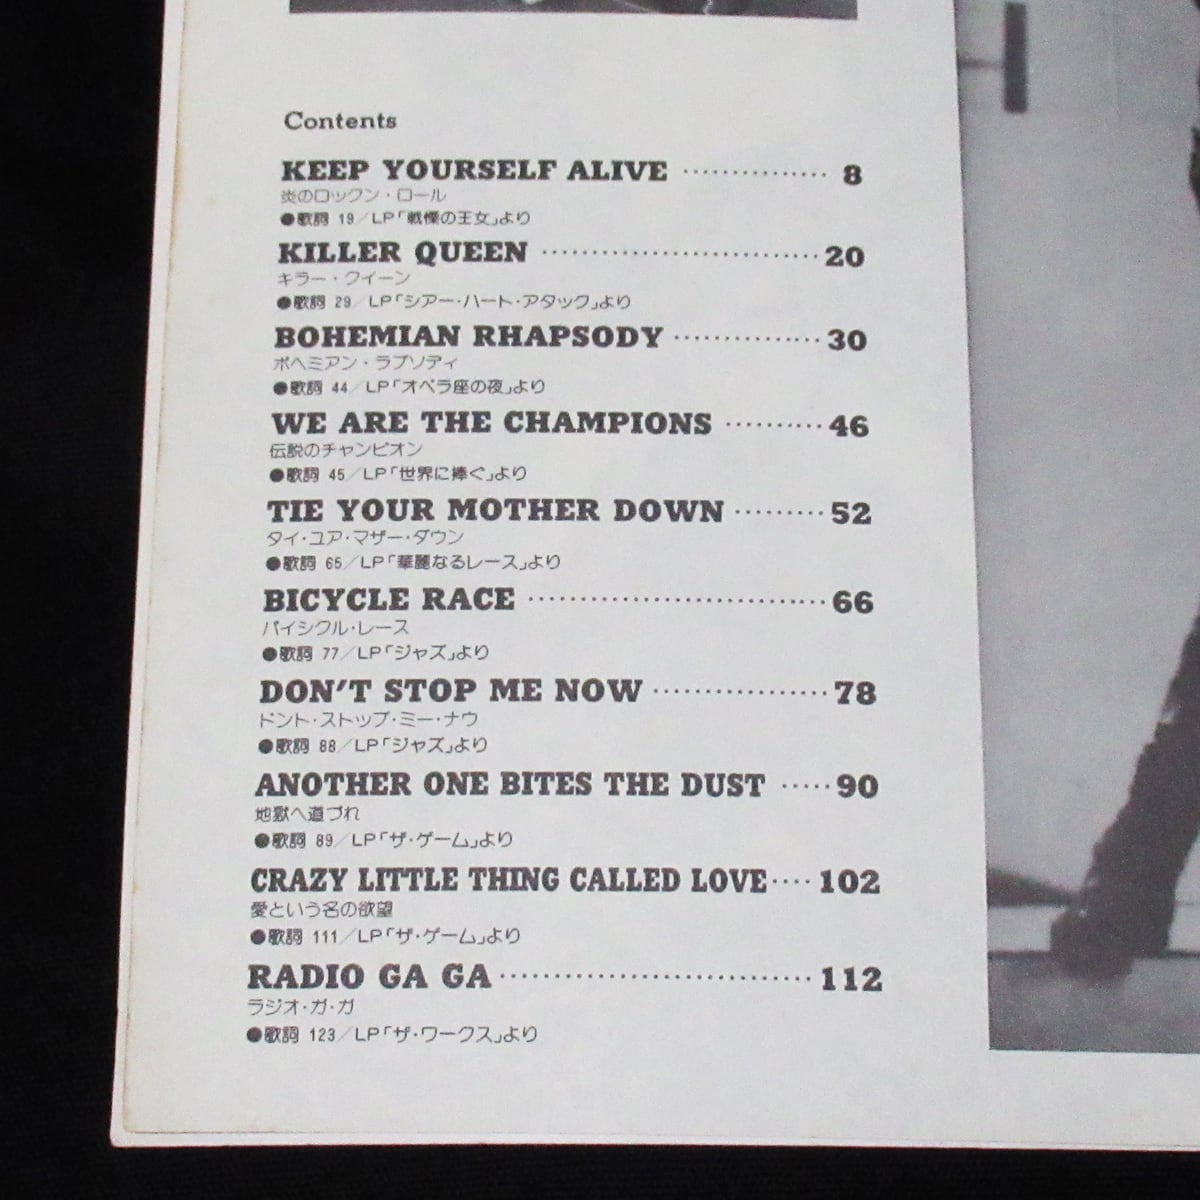 Contents
KEEP YOURSELF ALIVE ··············· 8
炎のロックン・ロール
●歌詞 19／LP「戦慄の王女」より
KILLER QUEEN ··························· 20
キラー・クイーン
●歌詞 29／LP「シアー・ハート・アタック」より
BOHEMIAN RHAPSODY ··············· 30
ボヘミアン・ラプソディ
●歌詞 44／LP「オペラ座の夜」より
WE ARE THE CHAMPIONS ·········· 46
伝説のチャンピオン
●歌詞 45／LP「世界に捧ぐ」より
TIE YOUR MOTHER DOWN ········· 52
タイ・ユア・マザー・ダウン
●歌詞 65／LP「華麗なるレース」より
BICYCLE RACE ····························· 66
バイシクル・レース
●歌詞 77／LP「ジャズ」より
DON'T STOP ME NOW ················· 78
ドント・ストップ・ミー・ナウ
●歌詞 88／LP「ジャズ」より
ANOTHER ONE BITES THE DUST ····· 90
地獄へ道づれ
●歌詞 89／LP「ザ・ゲーム」より
CRAZY LITTLE THING CALLED LOVE ···· 102
愛という名の欲望
●歌詞 111／LP「ザ・ゲーム」より
RADIO GA GA ······························ 112
ラジオ・ガ・ガ
●歌詞 123／LP「ザ・ワークス」より